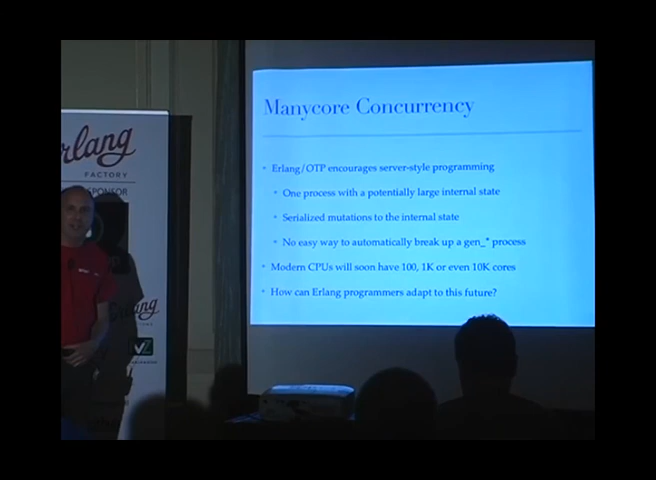 Erlang
FACTORY
SPONSOR
Manycore Concurrency
• Erlang/OTP encourages server-style programming
• One process with a potentially large internal state
• Serialized mutations to the internal state
• No easy way to automatically break up a gen_* process
• Modern CPUs will soon have 100, 1K or even 10K cores
• How can Erlang programmers adapt to this future?